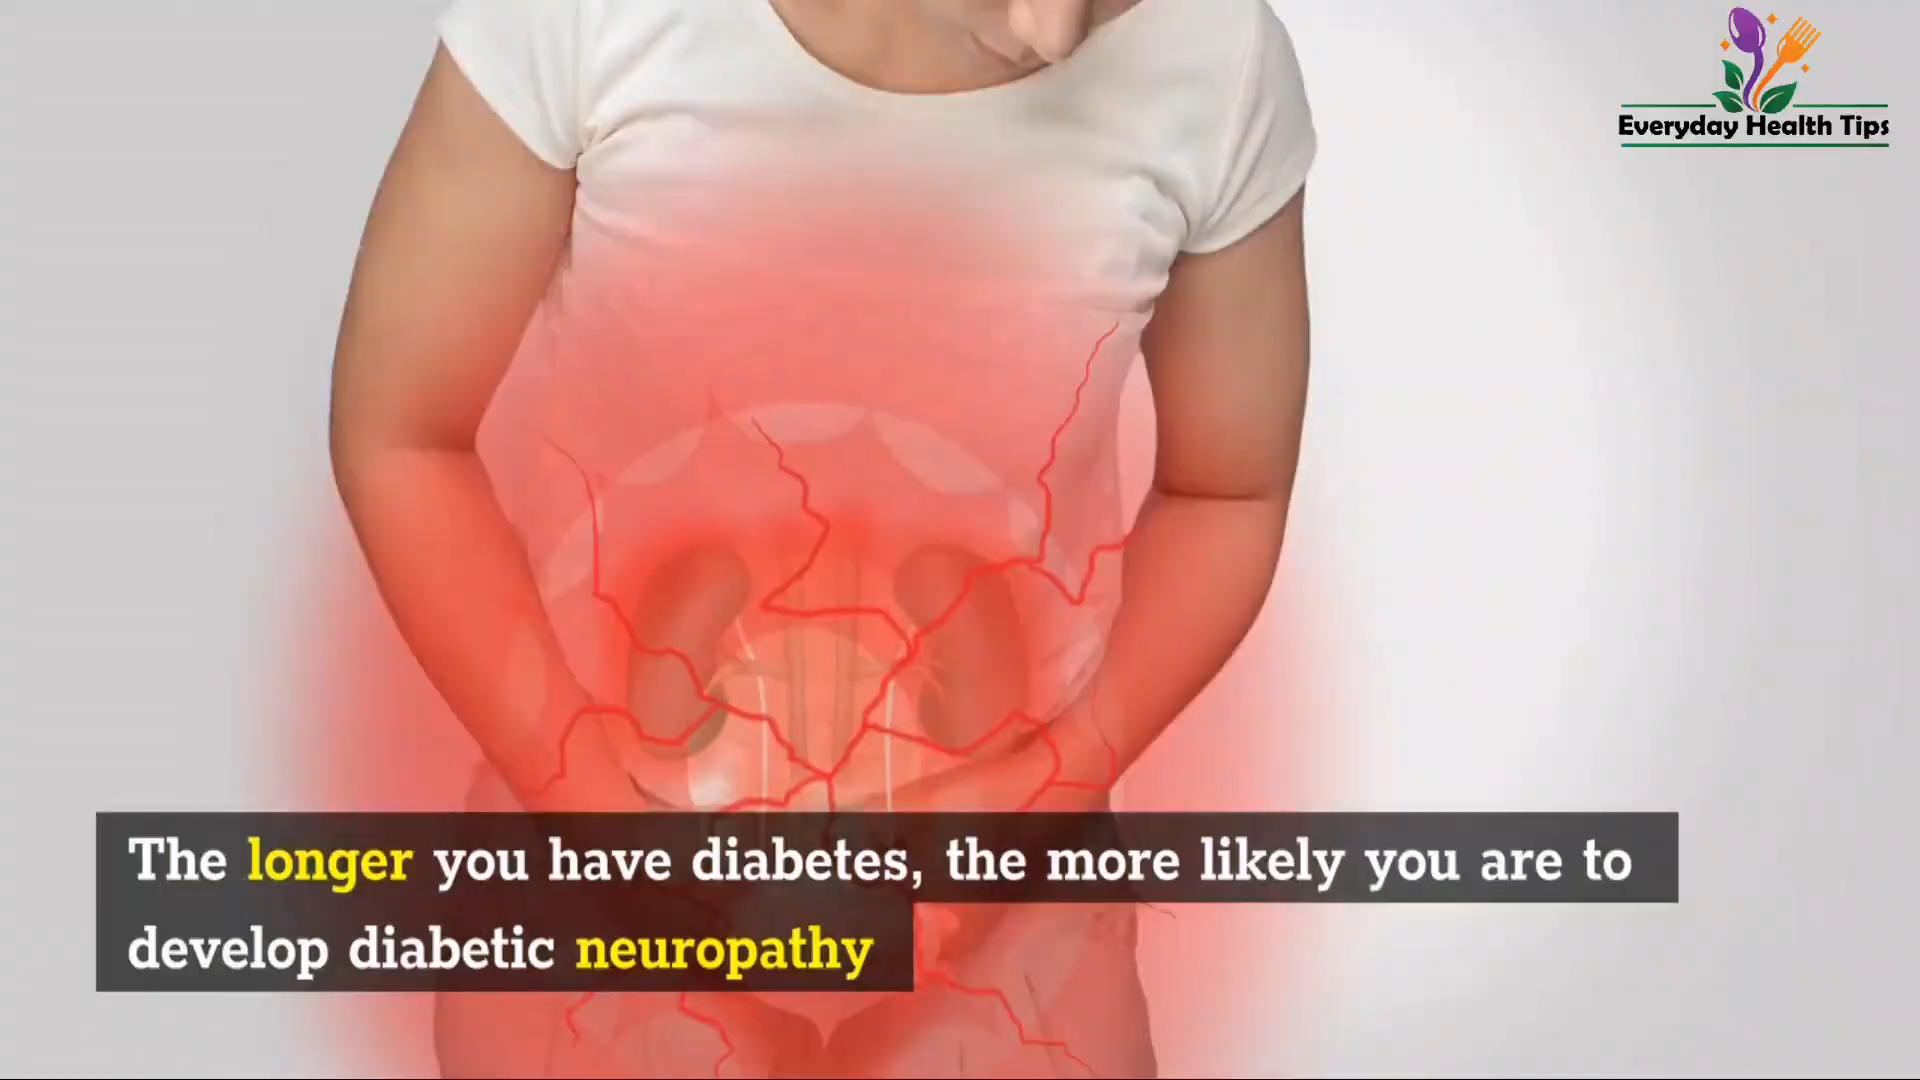 Everyday Health Tips
The longer you have diabetes, the more likely you are to
develop diabetic neuropathy